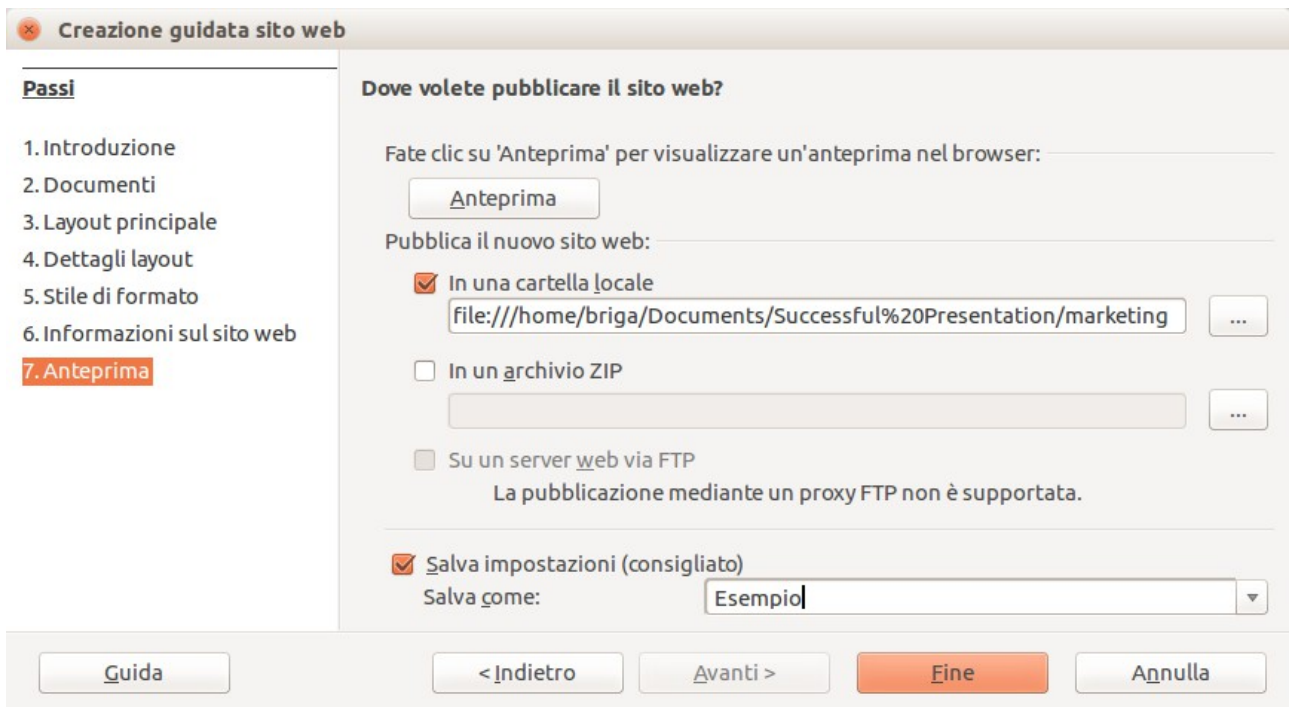 Creazione guidata sito web
Passi
1. Introduzione
2. Documenti
3. Layout principale
4. Dettagli layout
5. Stile di formato
6. Informazioni sul sito web
7. Anteprima
Dove volete pubblicare il sito web?
Fate clic su 'Anteprima' per visualizzare un'anteprima nel browser:
Anteprima
Pubblica il nuovo sito web:
In una cartella locale
file:///home/briga/Documents/Successful%20Presentation/marketing
...
In un archivio ZIP
...
Su un server web via FTP
La pubblicazione mediante un proxy FTP non è supportata.
Salva impostazioni (consigliato)
Salva come: Esempio
Guida < Indietro Avanti > Fine Annulla